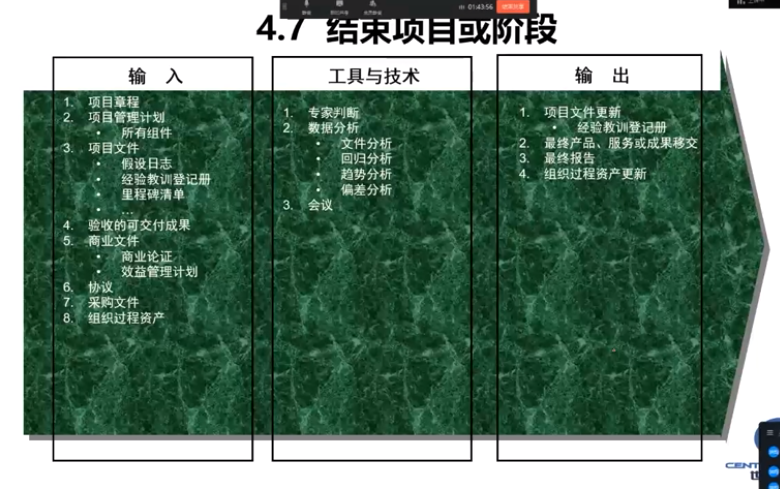 01:43:56
结束共享
4.7 结束项目或阶段
输 入
1. 项目章程
2. 项目管理计划
• 所有组件
3. 项目文件
• 假设日志
• 经验教训登记册
• 里程碑清单
• …
4. 验收的可交付成果
5. 商业文件
• 商业论证
• 效益管理计划
6. 协议
7. 采购文件
8. 组织过程资产
工具与技术
1. 专家判断
2. 数据分析
• 文件分析
• 回归分析
• 趋势分析
• 偏差分析
3. 会议
输 出
1. 项目文件更新
• 经验教训登记册
2. 最终产品、服务或成果移交
3. 最终报告
4. 组织过程资产更新
CENT